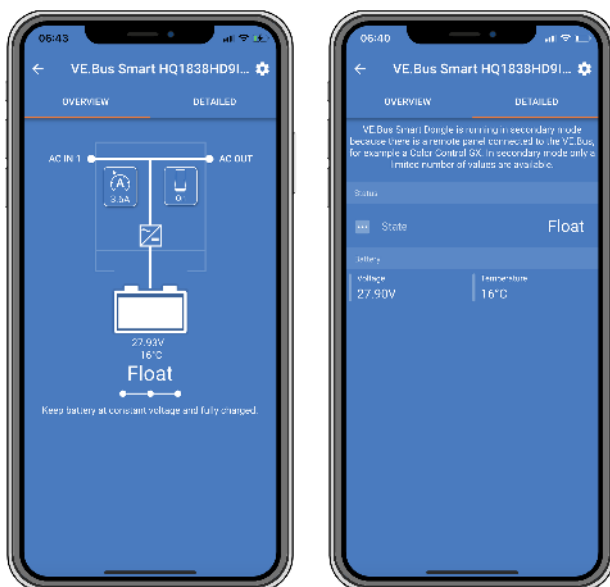 06:43
VE.Bus Smart HQ1838HD9I...
OVERVIEW DETAILED
AC IN 1 AC OUT
A
3.5A
27.93V
16°C
Float
Keep battery at constant voltage and fully charged.
06:40
VE.Bus Smart HQ1838HD9I...
OVERVIEW DETAILED
VE.Bus Smart Dongle is running in secondary mode
because there is a remote panel connected to the VE.Bus,
for example a Color Control GX. In secondary mode only a
limited number of values are available.
Status
State Float
Battery
Voltage Temperature
27.90V 16°C